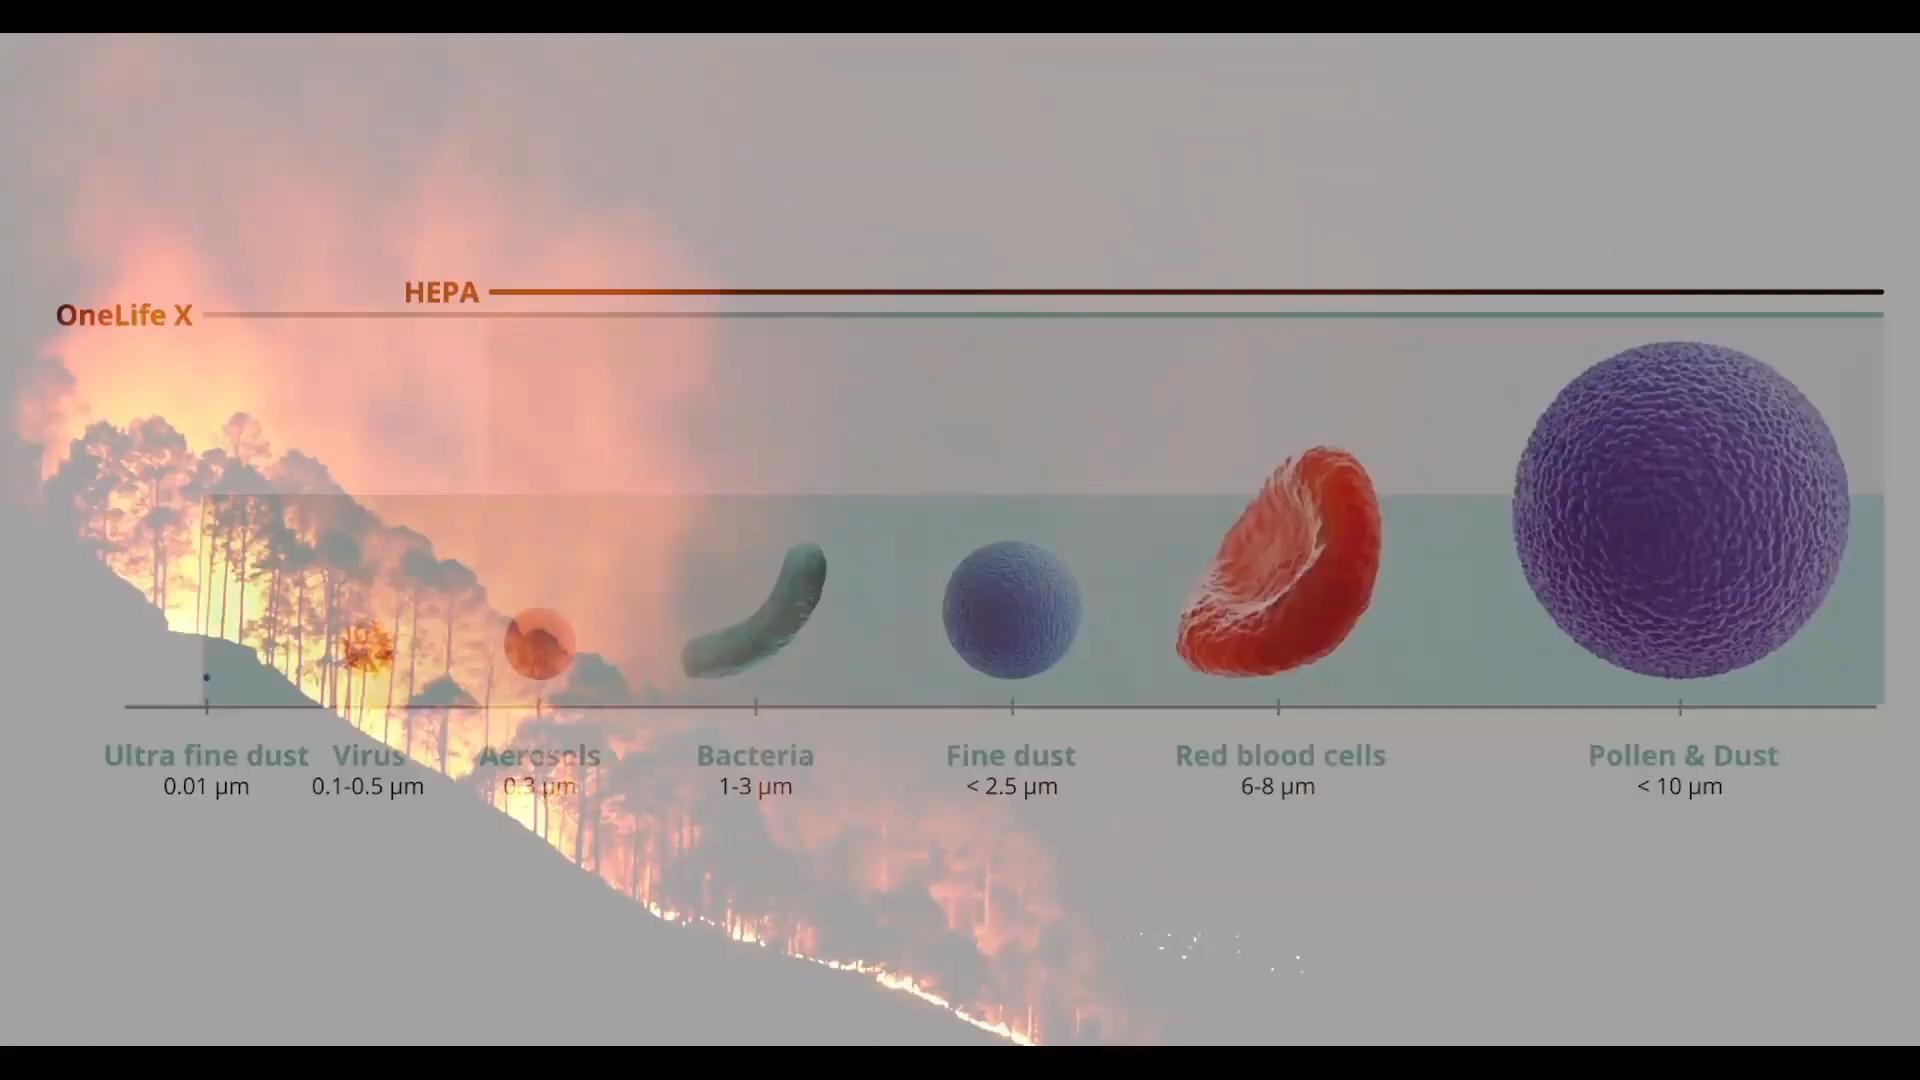 HEPA
OneLife X
Ultra fine dust
0.01 µm
Virus
0.1-0.5 µm
Aerosols
0.3 µm
Bacteria
1-3 µm
Fine dust
< 2.5 µm
Red blood cells
6-8 µm
Pollen & Dust
< 10 µm